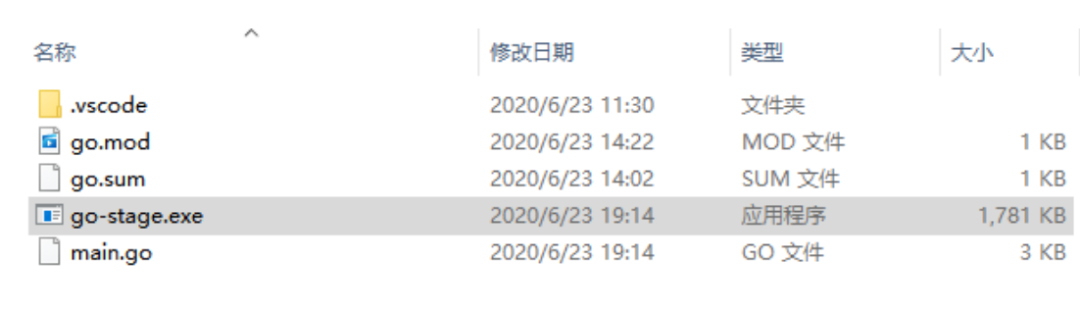 名称 修改日期 类型 大小
.vscode 2020/6/23 11:30 文件夹
go.mod 2020/6/23 14:22 MOD 文件 1 KB
go.sum 2020/6/23 14:02 SUM 文件 1 KB
go-stage.exe 2020/6/23 19:14 应用程序 1,781 KB
main.go 2020/6/23 19:14 GO 文件 3 KB